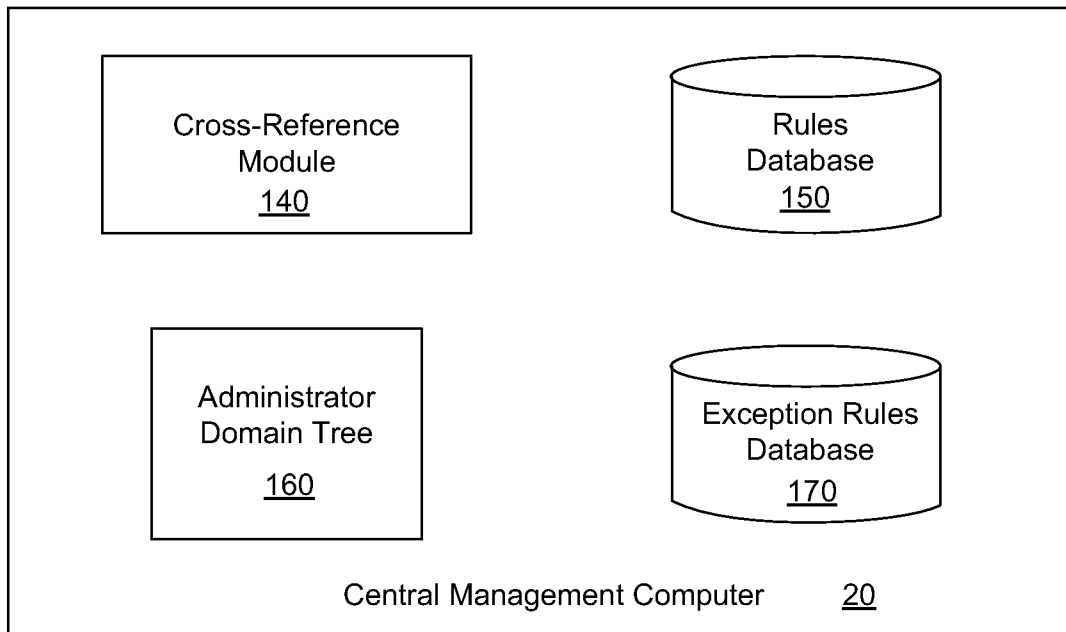 Cross-Reference
Module
140
Rules
Database
150
Administrator
Domain Tree
160
Exception Rules
Database
170
Central Management Computer 20